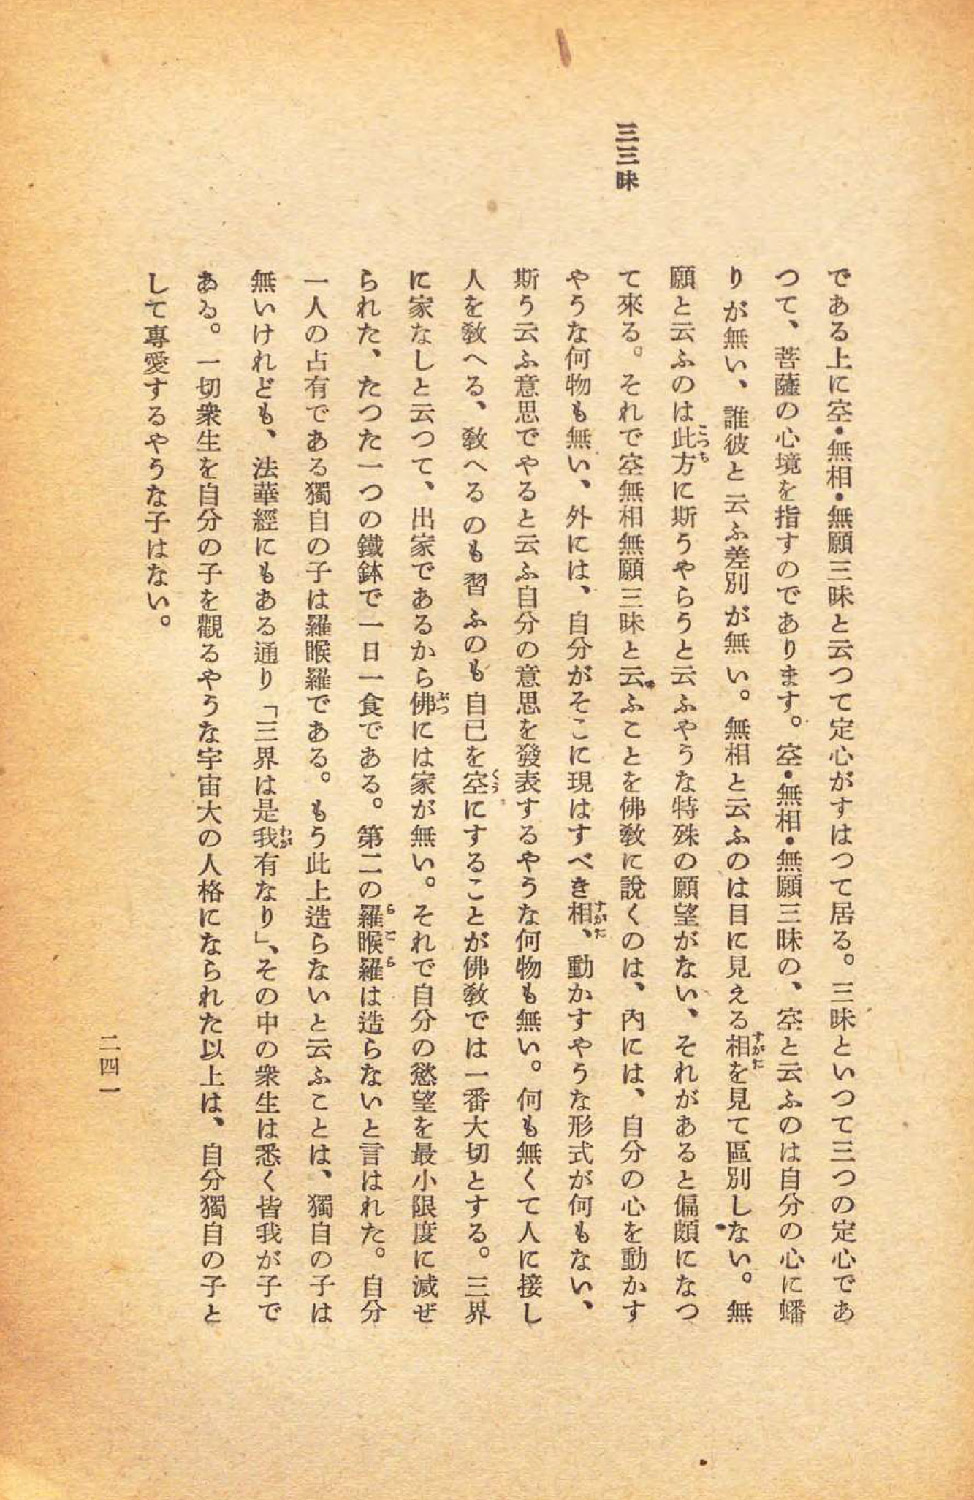 三三昧
である上に空・無相・無願三昧と云つて定心がすはつて居る。三昧といつて三つの定心であ
つて、菩薩の心境を指すのであります。空・無相・無願三昧の、空と云ふのは自分の心に蟠
りが無い、誰彼と云ふ差別が無い。無相と云ふのは目に見える相を見て區別しない。無
願と云ふのは此方に斯うやらうと云ふやうな特殊の願望がない、それがあると偏頗になつ
て來る。それで空無相無願三昧と云ふことを佛敎に說くのは、內には、自分の心を動かす
やうな何物も無い、外には、自分がそこに現はすべき相、動かすやうな形式が何もない、
斯う云ふ意思でやると云ふ自分の意思を發表するやうな何物も無い。何も無くて人に接し
人を敎へる、敎へるのも習ふのも自己を空にすることが佛敎では一番大切とする。三界
に家なしと云つて、出家であるから佛には家が無い。それで自分の慾望を最小限度に減ぜ
られた、たつた一つの鐵鉢で一日一食である。第二の羅睺羅は造らないと言はれた。自分
一人の占有である獨自の子は羅睺羅である。もう此上造らないと云ふことは、獨自の子は
無いけれども、法華經にもある通り「三界は是我有なり」、その中の衆生は悉く皆我が子で
ある。一切衆生を自分の子を觀るやうな宇宙大の人格になられた以上は、自分獨自の子と
して專愛するやうな子はない。
二四一